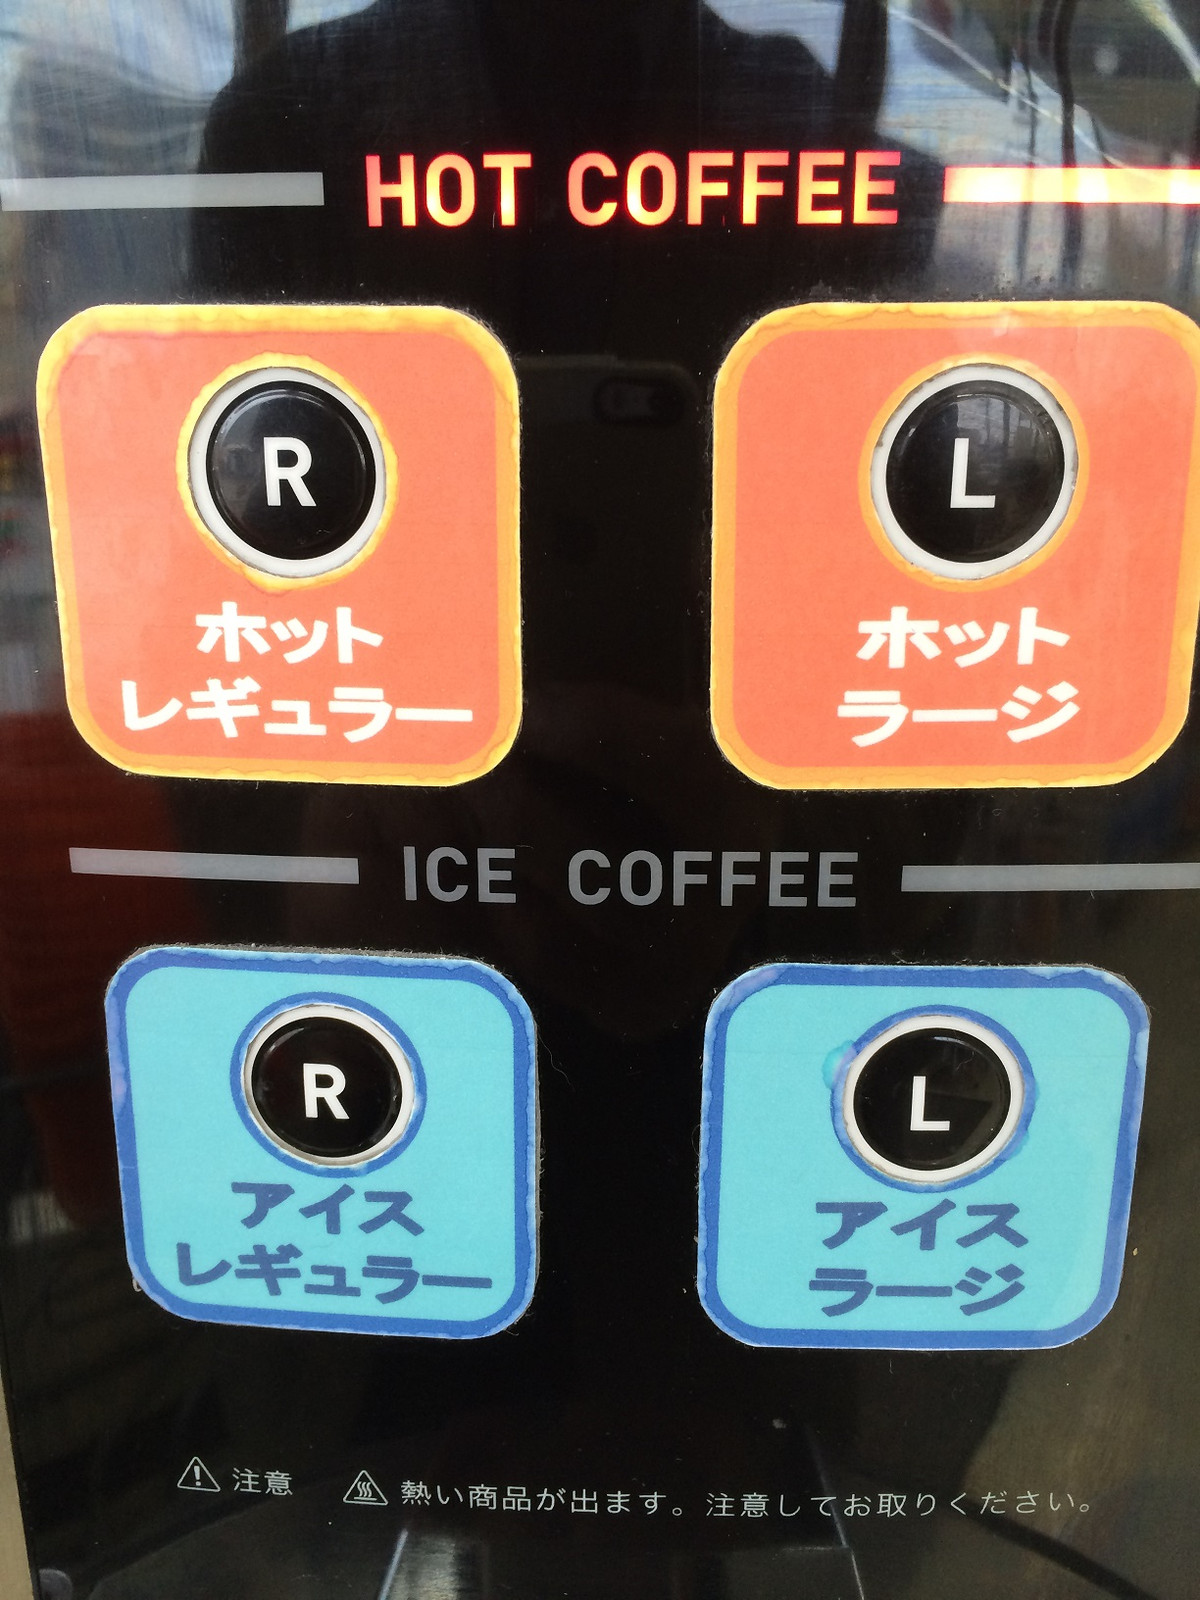 HOT COFFEE
R
ホット
レギュラー
L
ホット
ラージ
ICE COFFEE
R
アイス
レギュラー
L
アイス
ラージ
注意 熱い商品が出ます。注意してお取りください。